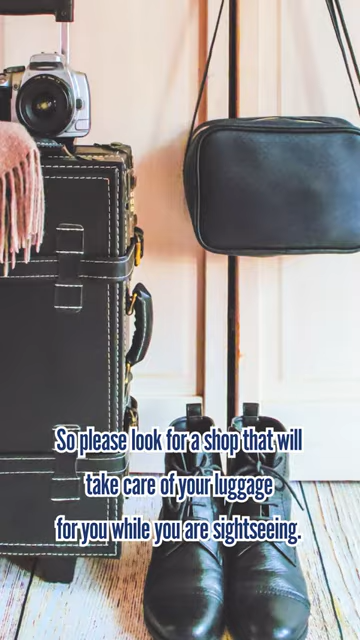 So please look for a shop that will
take care of your luggage
for you while you are sightseeing.